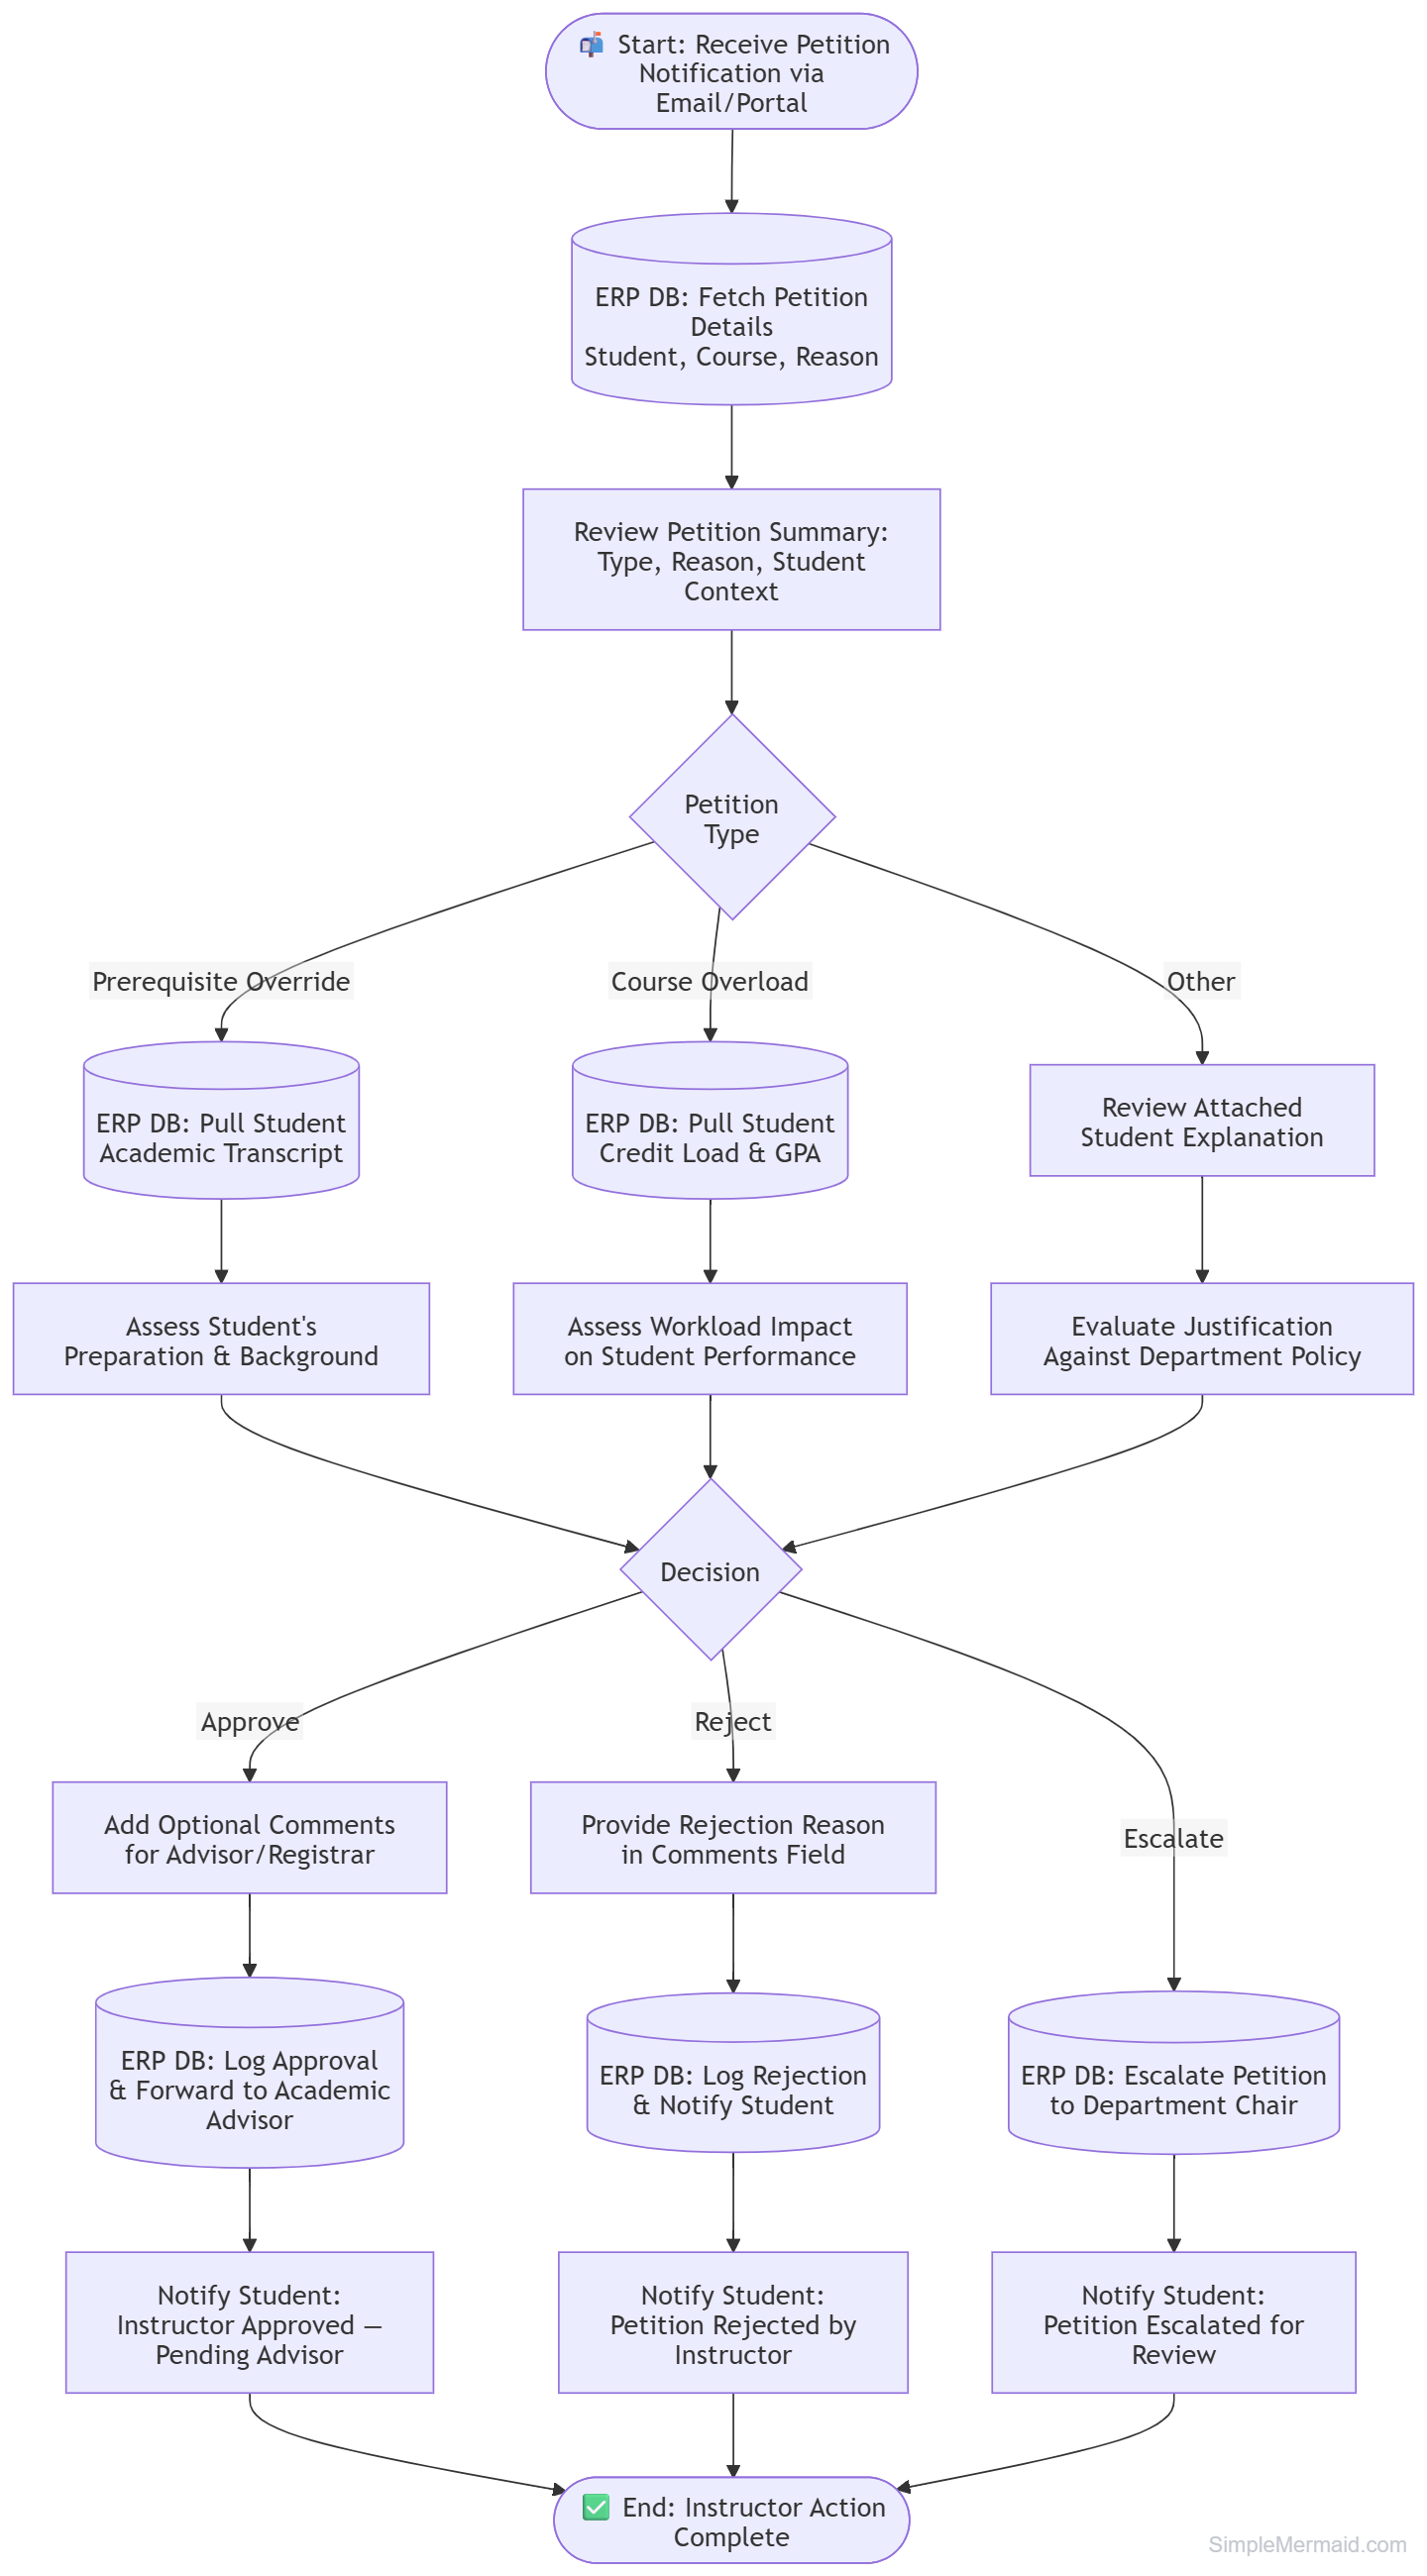 📬 Start: Receive Petition
Notification via
Email/Portal
ERP DB: Fetch Petition
Details
Student, Course, Reason
Review Petition Summary:
Type, Reason, Student
Context
Petition
Type
Prerequisite Override
Course Overload
Other
ERP DB: Pull Student
Academic Transcript
ERP DB: Pull Student
Credit Load & GPA
Review Attached
Student Explanation
Assess Student's
Preparation & Background
Assess Workload Impact
on Student Performance
Evaluate Justification
Against Department Policy
Decision
Approve
Reject
Escalate
Add Optional Comments
for Advisor/Registrar
Provide Rejection Reason
in Comments Field
ERP DB: Log Approval
& Forward to Academic
Advisor
ERP DB: Log Rejection
& Notify Student
ERP DB: Escalate Petition
to Department Chair
Notify Student:
Instructor Approved —
Pending Advisor
Notify Student:
Petition Rejected by
Instructor
Notify Student:
Petition Escalated for
Review
✅ End: Instructor Action
Complete
SimpleMermaid.com